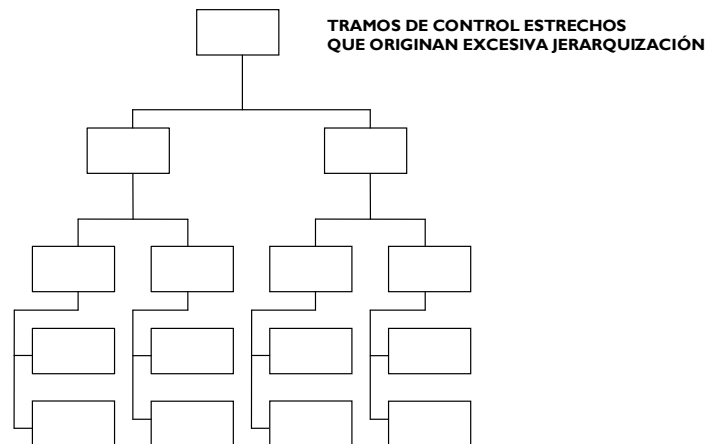 TRAMOS DE CONTROL ESTRECHOS
QUE ORIGINAN EXCESIVA JERARQUIZACIÓN